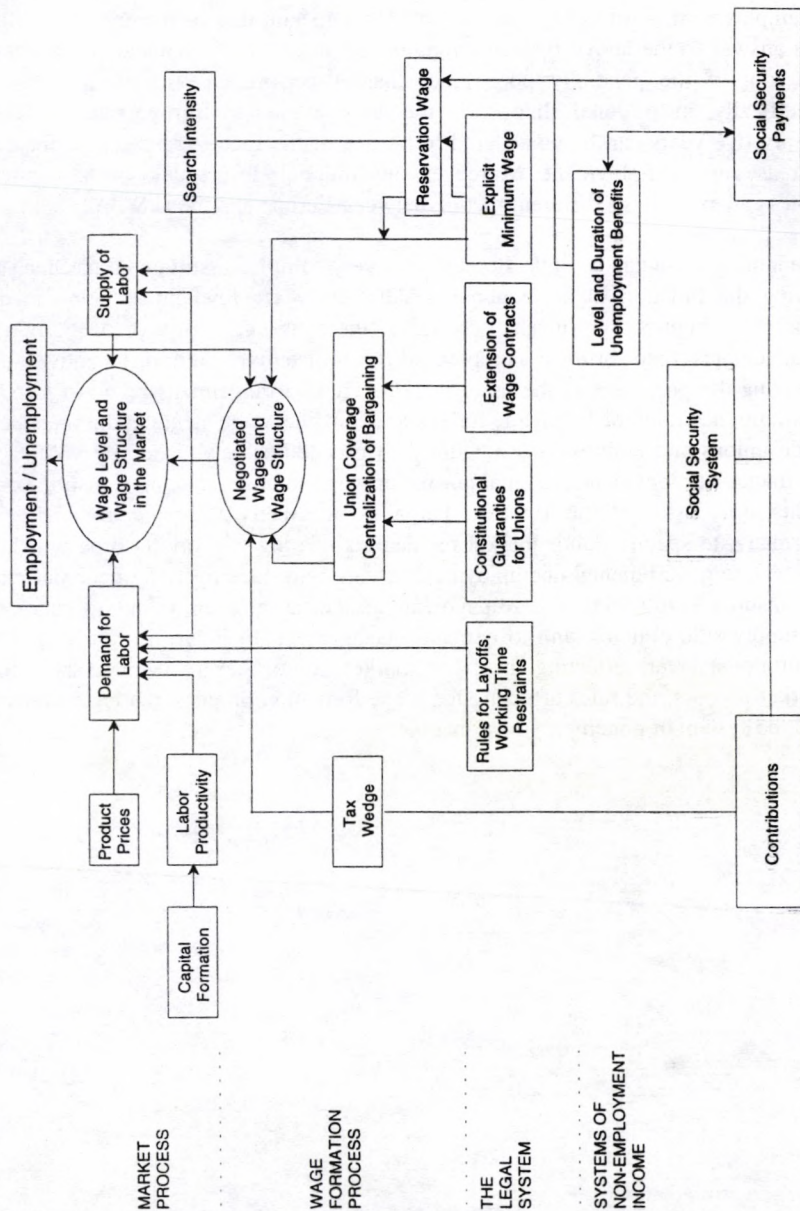 Employment / Unemployment
Product
Prices
Demand for
Labor
Wage Level and
Wage Structure
in the Market
Supply of
Labor
MARKET
PROCESS
Capital
Formation
Labor
Productivity
Search Intensity
WAGE
FORMATION
PROCESS
Negotiated
Wages and
Wage Structure
Tax
Wedge
Union Coverage
Centralization of Bargaining
Reservation Wage
THE
LEGAL
SYSTEM
Rules for Layoffs,
Working Time
Restraints
Constitutional
Guaranties
for Unions
Extension of
Wage Contracts
Explicit
Minimum Wage
SYSTEMS OF
NON-EMPLOYMENT
INCOME
Level and Duration of
Unemployment Benefits
Social Security
System
Contributions
Social Security
Payments